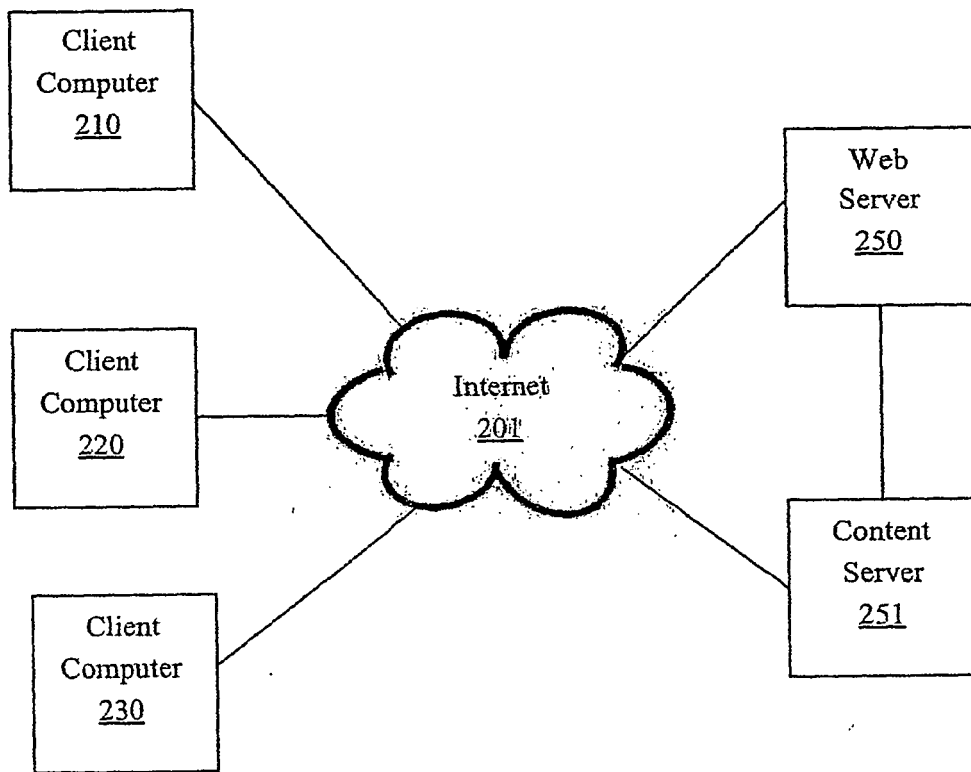 Client
Computer
210
Web
Server
250
Client
Computer
220
Internet
201
Content
Server
251
Client
Computer
230